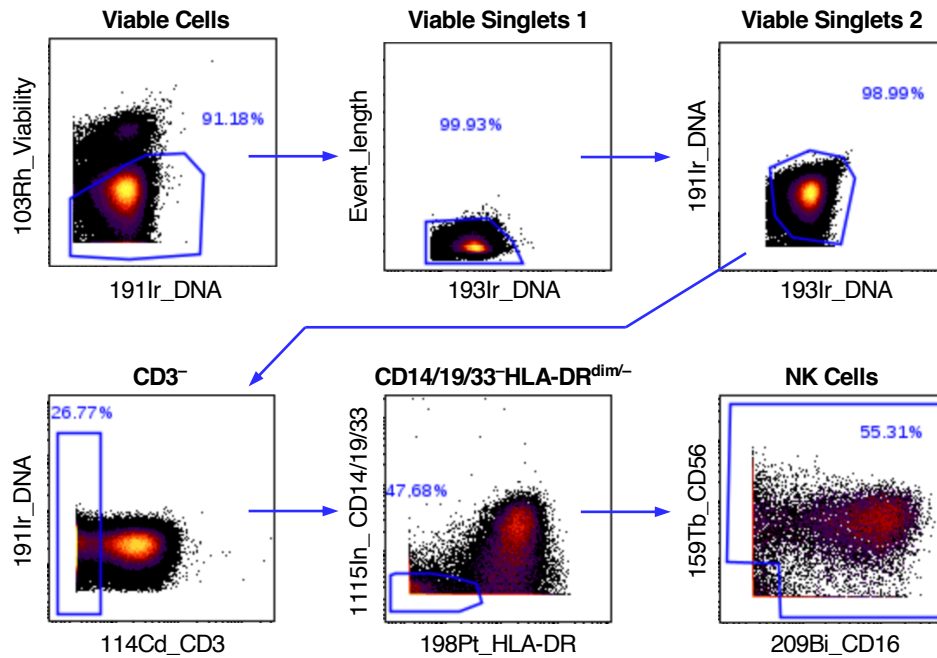 Viable Cells
Viable Singlets 1
Viable Singlets 2
103Rh_Viability
91.18%
191Ir_DNA
Event_length
99.93%
193Ir_DNA
191Ir_DNA
98.99%
193Ir_DNA
CD3⁻
CD14/19/33⁻HLA-DRᵈⁱᵐ/⁻
NK Cells
191Ir_DNA
26.77%
114Cd_CD3
1115In_ CD14/19/33
47.68%
198Pt_HLA-DR
159Tb_CD56
55.31%
209Bi_CD16